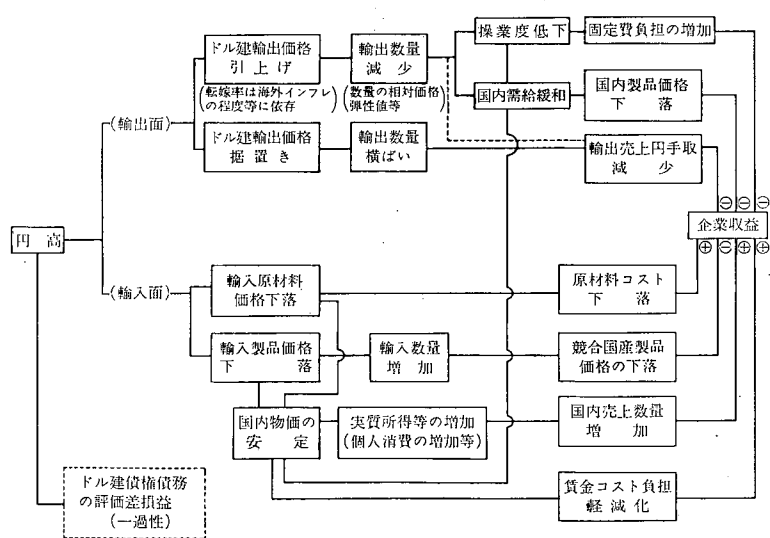 円高
(輸出面)
ドル建輸出価格
引上げ
(転嫁率は海外インフレ
の程度等に依存)
輸出数量
減少
(数量の相対価格
弾性値等)
操業度低下
固定費負担の増加
国内需給緩和
国内製品価格
下落
ドル建輸出価格
据置き
輸出数量
横ばい
輸出売上円手取
減少
㊀㊀㊀
企業収益
⊕㊀⊕⊕
(輸入面)
輸入原材料
価格下落
原材料コスト
下落
輸入製品価格
下落
輸入数量
増加
競合国産製品
価格の下落
国内物価の
安定
実質所得等の増加
(個人消費の増加等)
国内売上数量
増加
賃金コスト負担
軽減化
ドル建債権債務
の評価差損益
(一過性)